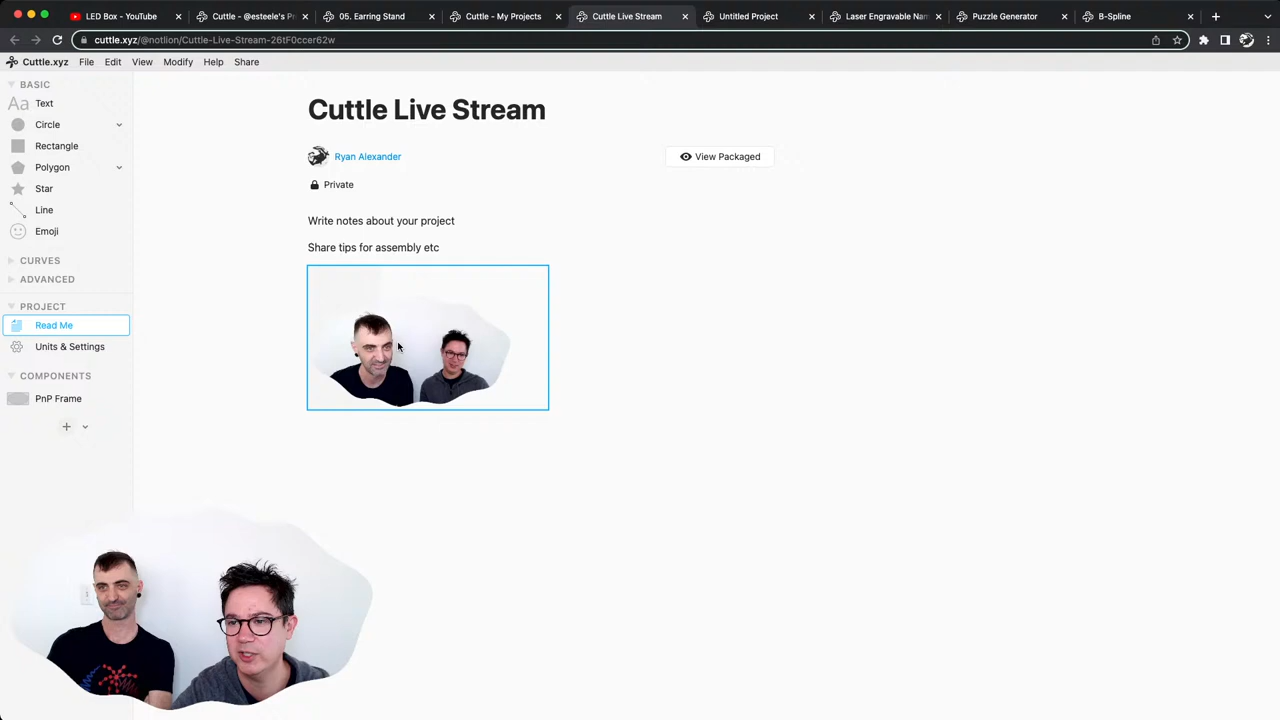 LED Box - YouTube
Cuttle - @esteele's Pr
05. Earring Stand
Cuttle - My Projects
Cuttle Live Stream
Untitled Project
Laser Engravable Nam
Puzzle Generator
B-Spline
cuttle.xyz/@notlion/Cuttle-Live-Stream-26tF0ccer62w
Cuttle.xyz File Edit View Modify Help Share
BASIC
Aa Text
Circle
Rectangle
Polygon
Star
Line
Emoji
CURVES
ADVANCED
PROJECT
Read Me
Units & Settings
COMPONENTS
PnP Frame
Cuttle Live Stream
Ryan Alexander
View Packaged
Private
Write notes about your project
Share tips for assembly etc